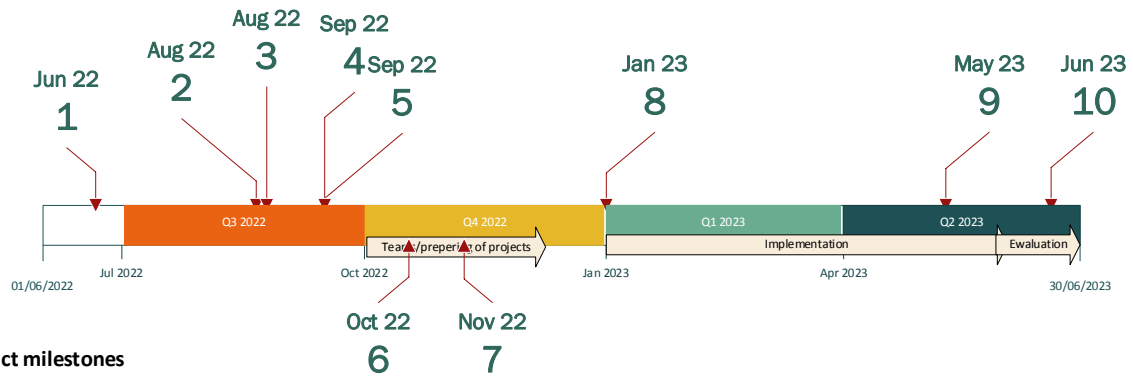 Jun 22
1
Aug 22
2
Aug 22
3
Sep 22
4
Sep 22
5
Jan 23
8
May 23
9
Jun 23
10
Q3 2022
Q4 2022
Q1 2023
Q2 2023
of projects
Implementation
Ewaluation
Jul 2022
Oct 2022
Jan 2023
Apr 2023
01/06/2022
30/06/2023
Oct 22
6
Nov 22
7
ct milestones